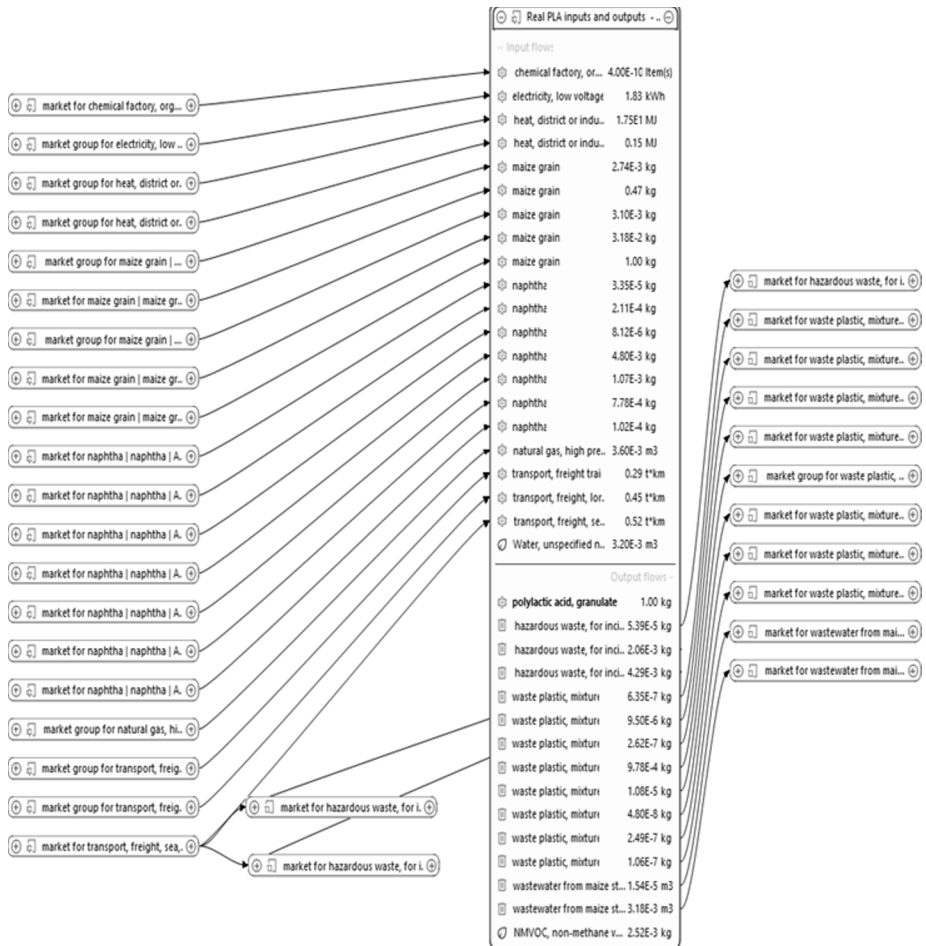 Real PLA inputs and outputs - ..
– Input flows
chemical factory, or... 4.00E-10 Item(s)
electricity, low voltage 1.83 kWh
heat, district or indu.. 1.75E1 MJ
heat, district or indu.. 0.15 MJ
maize grain 2.74E-3 kg
maize grain 0.47 kg
maize grain 3.10E-3 kg
maize grain 3.18E-2 kg
maize grain 1.00 kg
naphtha 3.35E-5 kg
naphtha 2.11E-4 kg
naphtha 8.12E-6 kg
naphtha 4.80E-3 kg
naphtha 1.07E-3 kg
naphtha 7.78E-4 kg
naphtha 1.02E-4 kg
natural gas, high pre.. 3.60E-3 m3
transport, freight trai 0.29 t*km
transport, freight, lor.. 0.45 t*km
transport, freight, se.. 0.52 t*km
Water, unspecified n.. 3.20E-3 m3
Output flows –
polylactic acid, granulate 1.00 kg
hazardous waste, for inci.. 5.39E-5 kg
hazardous waste, for inci.. 2.06E-3 kg
hazardous waste, for inci.. 4.29E-3 kg
waste plastic, mixture 6.35E-7 kg
waste plastic, mixture 9.50E-6 kg
waste plastic, mixture 2.62E-7 kg
waste plastic, mixture 9.78E-4 kg
waste plastic, mixture 1.08E-5 kg
waste plastic, mixture 4.80E-8 kg
waste plastic, mixture 2.49E-7 kg
waste plastic, mixture 1.06E-7 kg
wastewater from maize st... 1.54E-5 m3
wastewater from maize st... 3.18E-3 m3
NMVOC, non-methane v... 2.52E-3 kg
market for chemical factory, org...
market group for electricity, low ..
market group for heat, district or.
market group for heat, district or.
market group for maize grain | ...
market for maize grain | maize gr..
market group for maize grain | ...
market for maize grain | maize gr..
market for maize grain | maize gr..
market for naphtha | naphtha | A.
market for naphtha | naphtha | A.
market for naphtha | naphtha | A.
market for naphtha | naphtha | A.
market for naphtha | naphtha | A.
market for naphtha | naphtha | A.
market for naphtha | naphtha | A.
market group for natural gas, hi..
market group for transport, freig.
market group for transport, freig.
market for transport, freight, sea,.
market for hazardous waste, for i.
market for hazardous waste, for i.
market for hazardous waste, for i.
market for waste plastic, mixture..
market for waste plastic, mixture..
market for waste plastic, mixture..
market for waste plastic, mixture..
market group for waste plastic, ..
market for waste plastic, mixture..
market for waste plastic, mixture..
market for waste plastic, mixture..
market for wastewater from mai...
market for wastewater from mai...